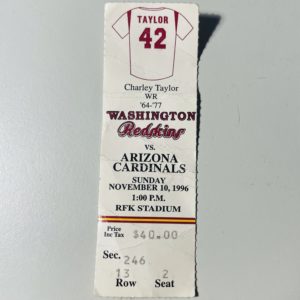 TAYLOR
42
Charley Taylor
WR
'64-'77
WASHINGTON
Redskins
VS.
ARIZONA
CARDINALS
SUNDAY
NOVEMBER 10, 1996
1:00 P.M.
RFK STADIUM
Price
Inc Tax $40.00
Sec. 246
13 2
Row Seat